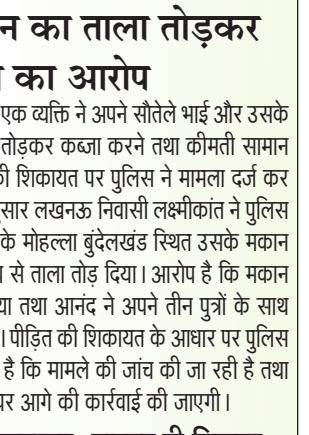 न का ताला तोड़कर
का आरोप
एक व्यक्ति ने अपने सौतेले भाई और उसके
तोड़कर कब्जा करने तथा कीमती सामान
की शिकायत पर पुलिस ने मामला दर्ज कर
सार लखनऊ निवासी लक्ष्मीकांत ने पुलिस
के मोहल्ला बुंदेलखंड स्थित उसके मकान
से ताला तोड़ दिया। आरोप है कि मकान
या तथा आनंद ने अपने तीन पुत्रों के साथ
। पीड़ित की शिकायत के आधार पर पुलिस
है कि मामले की जांच की जा रही है तथा
पर आगे की कार्रवाई की जाएगी।